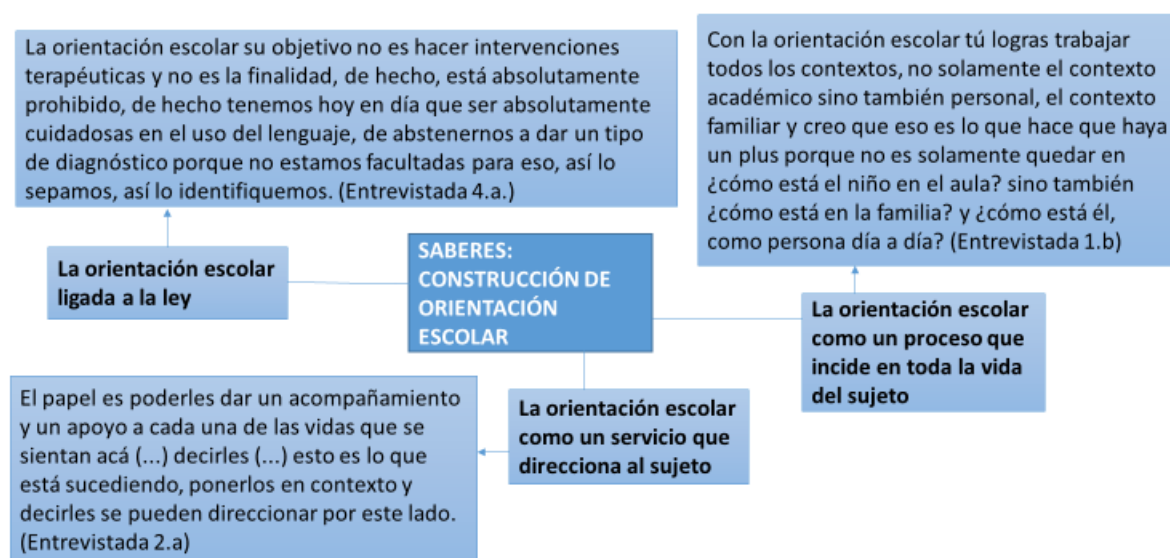 La orientación escolar su objetivo no es hacer intervenciones
terapéuticas y no es la finalidad, de hecho, está absolutamente
prohibido, de hecho tenemos hoy en día que ser absolutamente
cuidadosas en el uso del lenguaje, de abstenernos a dar un tipo
de diagnóstico porque no estamos facultadas para eso, así lo
sepamos, así lo identifiquemos. (Entrevistada 4.a.)
Con la orientación escolar tú logras trabajar
todos los contextos, no solamente el contexto
académico sino también personal, el contexto
familiar y creo que eso es lo que hace que haya
un plus porque no es solamente quedar en
¿cómo está el niño en el aula? sino también
¿cómo está en la familia? y ¿cómo está él,
como persona día a día? (Entrevistada 1.b)
La orientación escolar
ligada a la ley
SABERES:
CONSTRUCCIÓN DE
ORIENTACIÓN
ESCOLAR
La orientación escolar
como un proceso que
incide en toda la vida
del sujeto
El papel es poderles dar un acompañamiento
y un apoyo a cada una de las vidas que se
sientan acá (...) decirles (...) esto es lo que
está sucediendo, ponerlos en contexto y
decirles se pueden direccionar por este lado.
(Entrevistada 2.a)
La orientación escolar
como un servicio que
direcciona al sujeto